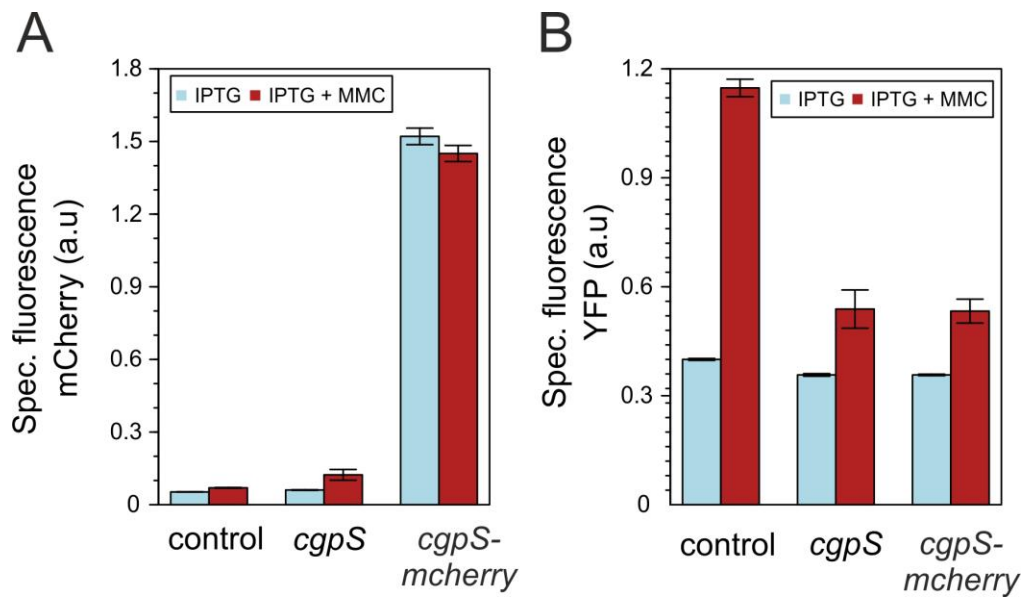 A
Spec. fluorescence
mCherry (a.u)
1.8
1.5
1.2
0.9
0.6
0.3
0
IPTG IPTG + MMC
control cgpS cgpS-
mcherry
B
Spec. fluorescence
YFP (a.u)
1.2
0.9
0.6
0.3
0
IPTG IPTG + MMC
control cgpS cgpS-
mcherry